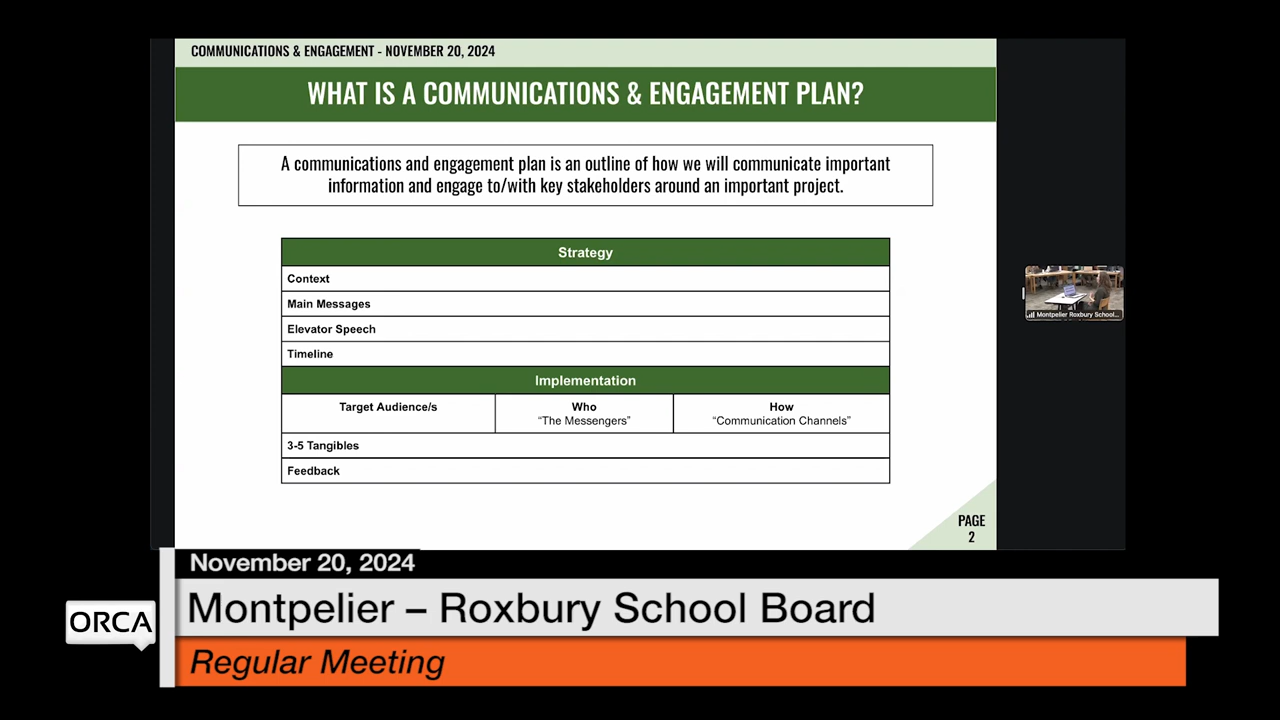 COMMUNICATIONS & ENGAGEMENT - NOVEMBER 20, 2024
WHAT IS A COMMUNICATIONS & ENGAGEMENT PLAN?
A communications and engagement plan is an outline of how we will communicate important
information and engage to/with key stakeholders around an important project.
Strategy
Context
Main Messages
Elevator Speech
Timeline
Implementation
Target Audience/s
Who
“The Messengers”
How
“Communication Channels”
3-5 Tangibles
Feedback
PAGE
2
Montpelier Roxbury School...
November 20, 2024
ORCA
Montpelier – Roxbury School Board
Regular Meeting